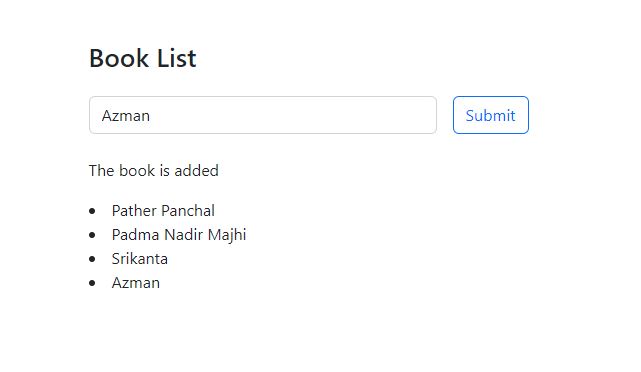 Book List
Azman
Submit
The book is added
Pather Panchal
Padma Nadir Majhi
Srikanta
Azman